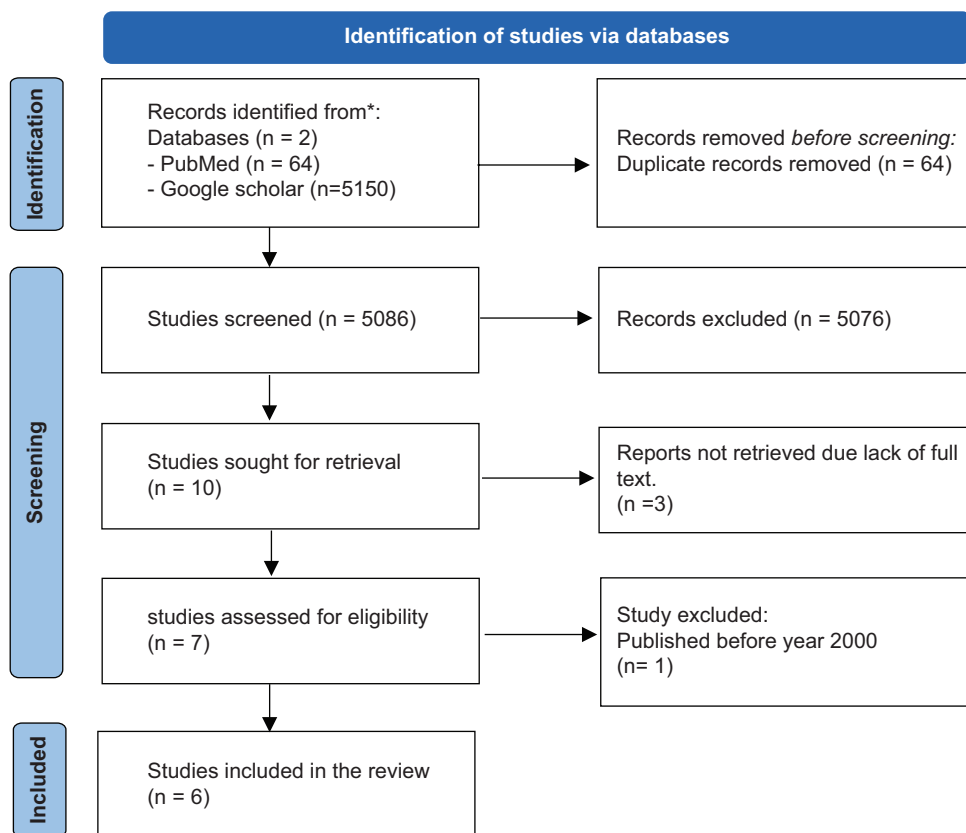 Identification of studies via databases
Identification
Records identified from*:
Databases (n = 2)
- PubMed (n = 64)
- Google scholar (n=5150)
Records removed before screening:
Duplicate records removed (n = 64)
Screening
Studies screened (n = 5086)
Records excluded (n = 5076)
Studies sought for retrieval
(n = 10)
Reports not retrieved due lack of full
text.
(n =3)
studies assessed for eligibility
(n = 7)
Study excluded:
Published before year 2000
(n= 1)
Included
Studies included in the review
(n = 6)